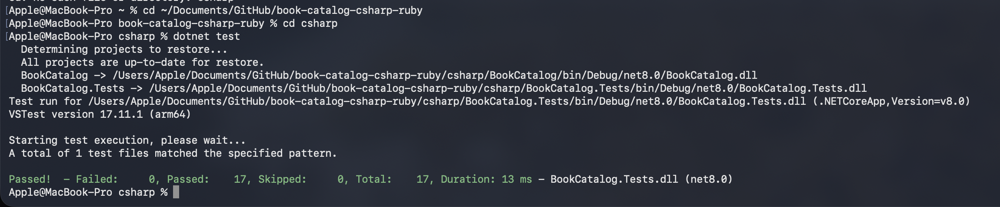 [Apple@MacBook-Pro ~ % cd ~/Documents/GitHub/book-catalog-csharp-ruby
[Apple@MacBook-Pro book-catalog-csharp-ruby % cd csharp
[Apple@MacBook-Pro csharp % dotnet test
  Determining projects to restore...
  All projects are up-to-date for restore.
  BookCatalog -> /Users/Apple/Documents/GitHub/book-catalog-csharp-ruby/csharp/BookCatalog/bin/Debug/net8.0/BookCatalog.dll
  BookCatalog.Tests -> /Users/Apple/Documents/GitHub/book-catalog-csharp-ruby/csharp/BookCatalog.Tests/bin/Debug/net8.0/BookCatalog.Tests.dll
Test run for /Users/Apple/Documents/GitHub/book-catalog-csharp-ruby/csharp/BookCatalog.Tests/bin/Debug/net8.0/BookCatalog.Tests.dll (.NETCoreApp,Version=v8.0)
VSTest version 17.11.1 (arm64)

Starting test execution, please wait...
A total of 1 test files matched the specified pattern.

Passed!  - Failed:     0, Passed:    17, Skipped:     0, Total:    17, Duration: 13 ms - BookCatalog.Tests.dll (net8.0)
Apple@MacBook-Pro csharp %